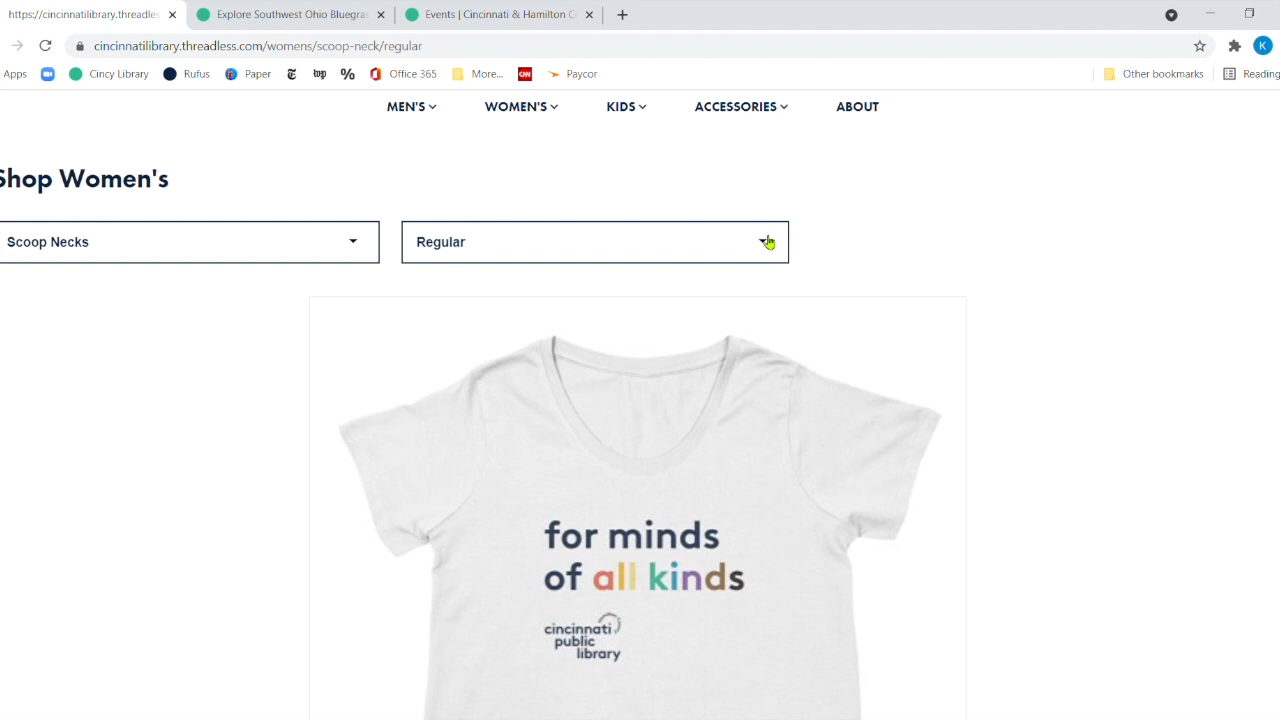 https://cincinnatilibrary.threadles
Explore Southwest Ohio Bluegra
Events | Cincinnati & Hamilton C
cincinnatilibrary.threadless.com/womens/scoop-neck/regular
K
Apps
Cincy Library
Rufus
Paper
wp
%
Office 365
More...
CNN
Paycor
Other bookmarks
Reading
MEN'S
WOMEN'S
KIDS
ACCESSORIES
ABOUT
Shop Women's
Scoop Necks
Regular
for minds
of all kinds
cincinnati
public
library